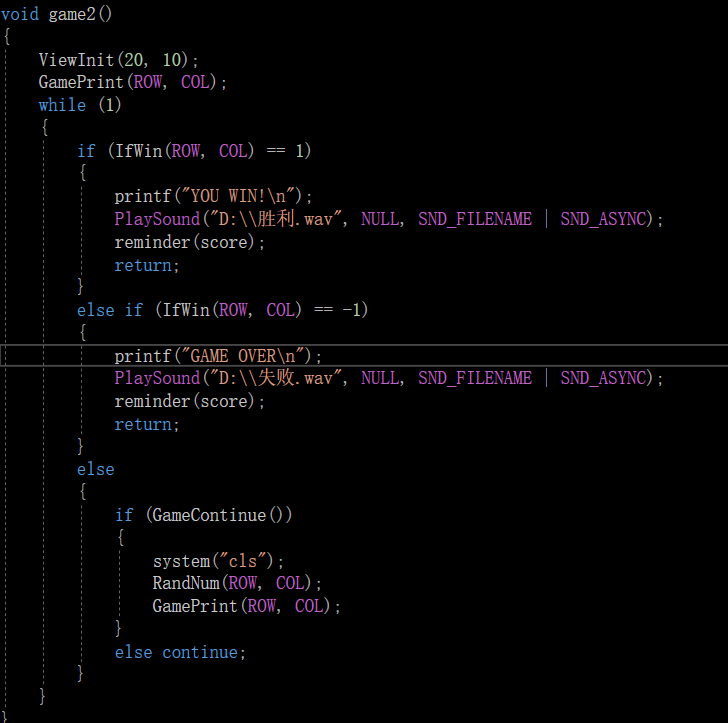 void game2()
{
ViewInit(20, 10);
GamePrint(ROW, COL);
while (1)
{
if (IfWin(ROW, COL) == 1)
{
printf("YOU WIN!\n");
PlaySound("D:\\胜利.wav", NULL, SND_FILENAME | SND_ASYNC);
reminder(score);
return;
}
else if (IfWin(ROW, COL) == -1)
{
printf("GAME OVER\n");
PlaySound("D:\\失败.wav", NULL, SND_FILENAME | SND_ASYNC);
reminder(score);
return;
}
else
{
if (GameContinue())
{
system("cls");
RandNum(ROW, COL);
GamePrint(ROW, COL);
}
else continue;
}
}
}